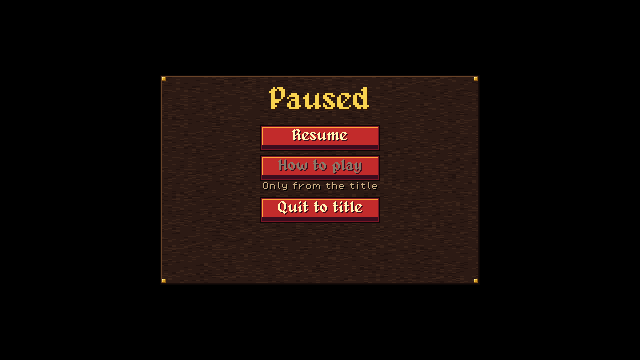 Paused
Resume
How to play
Only from the title
Quit to title